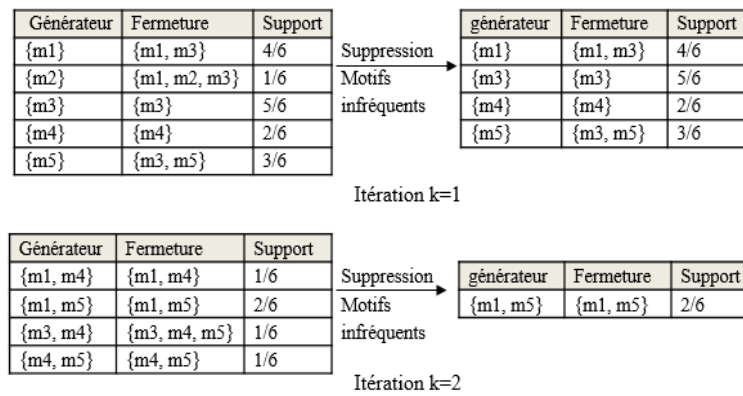 Générateur Fermeture Support
{m1} {m1, m3} 4/6
{m2} {m1, m2, m3} 1/6
{m3} {m3} 5/6
{m4} {m4} 2/6
{m5} {m3, m5} 3/6
Suppression
Motifs
infréquents
générateur Fermeture Support
{m1} {m1, m3} 4/6
{m3} {m3} 5/6
{m4} {m4} 2/6
{m5} {m3, m5} 3/6
Itération k=1
Générateur Fermeture Support
{m1, m4} {m1, m4} 1/6
{m1, m5} {m1, m5} 2/6
{m3, m4} {m3, m4, m5} 1/6
{m4, m5} {m4, m5} 1/6
Suppression
Motifs
infréquents
générateur Fermeture Support
{m1, m5} {m1, m5} 2/6
Itération k=2